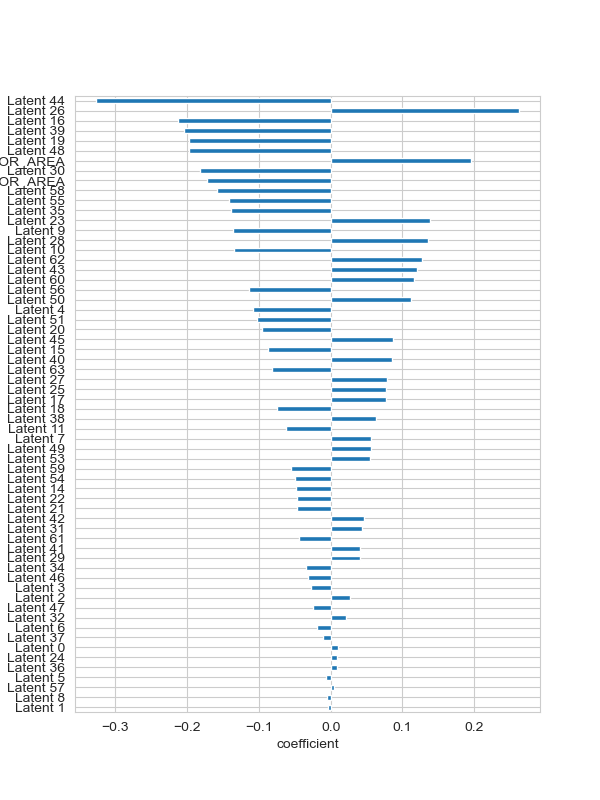 Latent 44
Latent 26
Latent 16
Latent 39
Latent 19
Latent 48
OR_AREA
Latent 30
OR_AREA
Latent 58
Latent 55
Latent 35
Latent 23
Latent 9
Latent 28
Latent 10
Latent 62
Latent 43
Latent 60
Latent 56
Latent 50
Latent 4
Latent 51
Latent 20
Latent 45
Latent 15
Latent 40
Latent 63
Latent 27
Latent 25
Latent 17
Latent 18
Latent 38
Latent 11
Latent 7
Latent 49
Latent 53
Latent 59
Latent 54
Latent 14
Latent 22
Latent 21
Latent 42
Latent 31
Latent 61
Latent 41
Latent 29
Latent 34
Latent 46
Latent 3
Latent 2
Latent 47
Latent 32
Latent 6
Latent 37
Latent 0
Latent 24
Latent 36
Latent 5
Latent 57
Latent 8
Latent 1
−0.3 −0.2 −0.1 0.0 0.1 0.2
coefficient